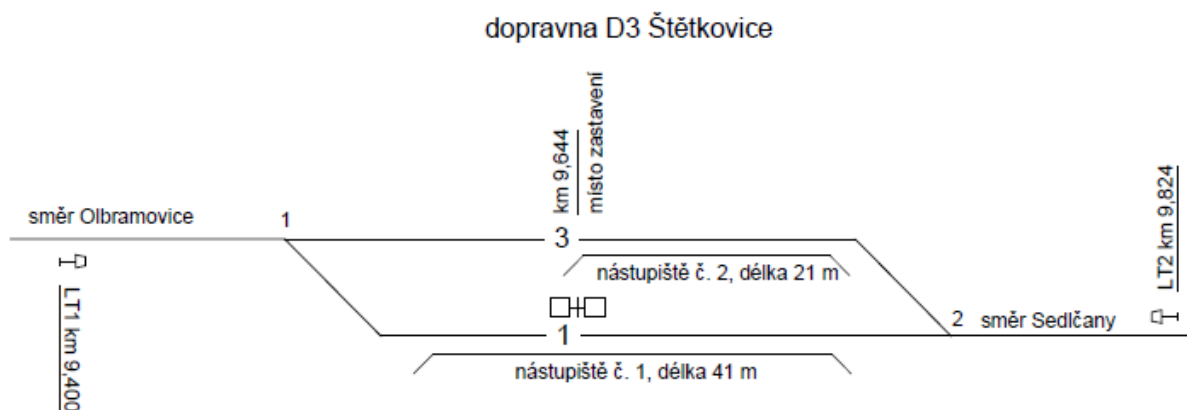 dopravna D3 Štětkovice
km 9,644
místo zastavení
LT2 km 9,824
směr Olbramovice
1
3
nástupiště č. 2, délka 21 m
LT1 km 9,400
1
2
směr Sedlčany
nástupiště č. 1, délka 41 m